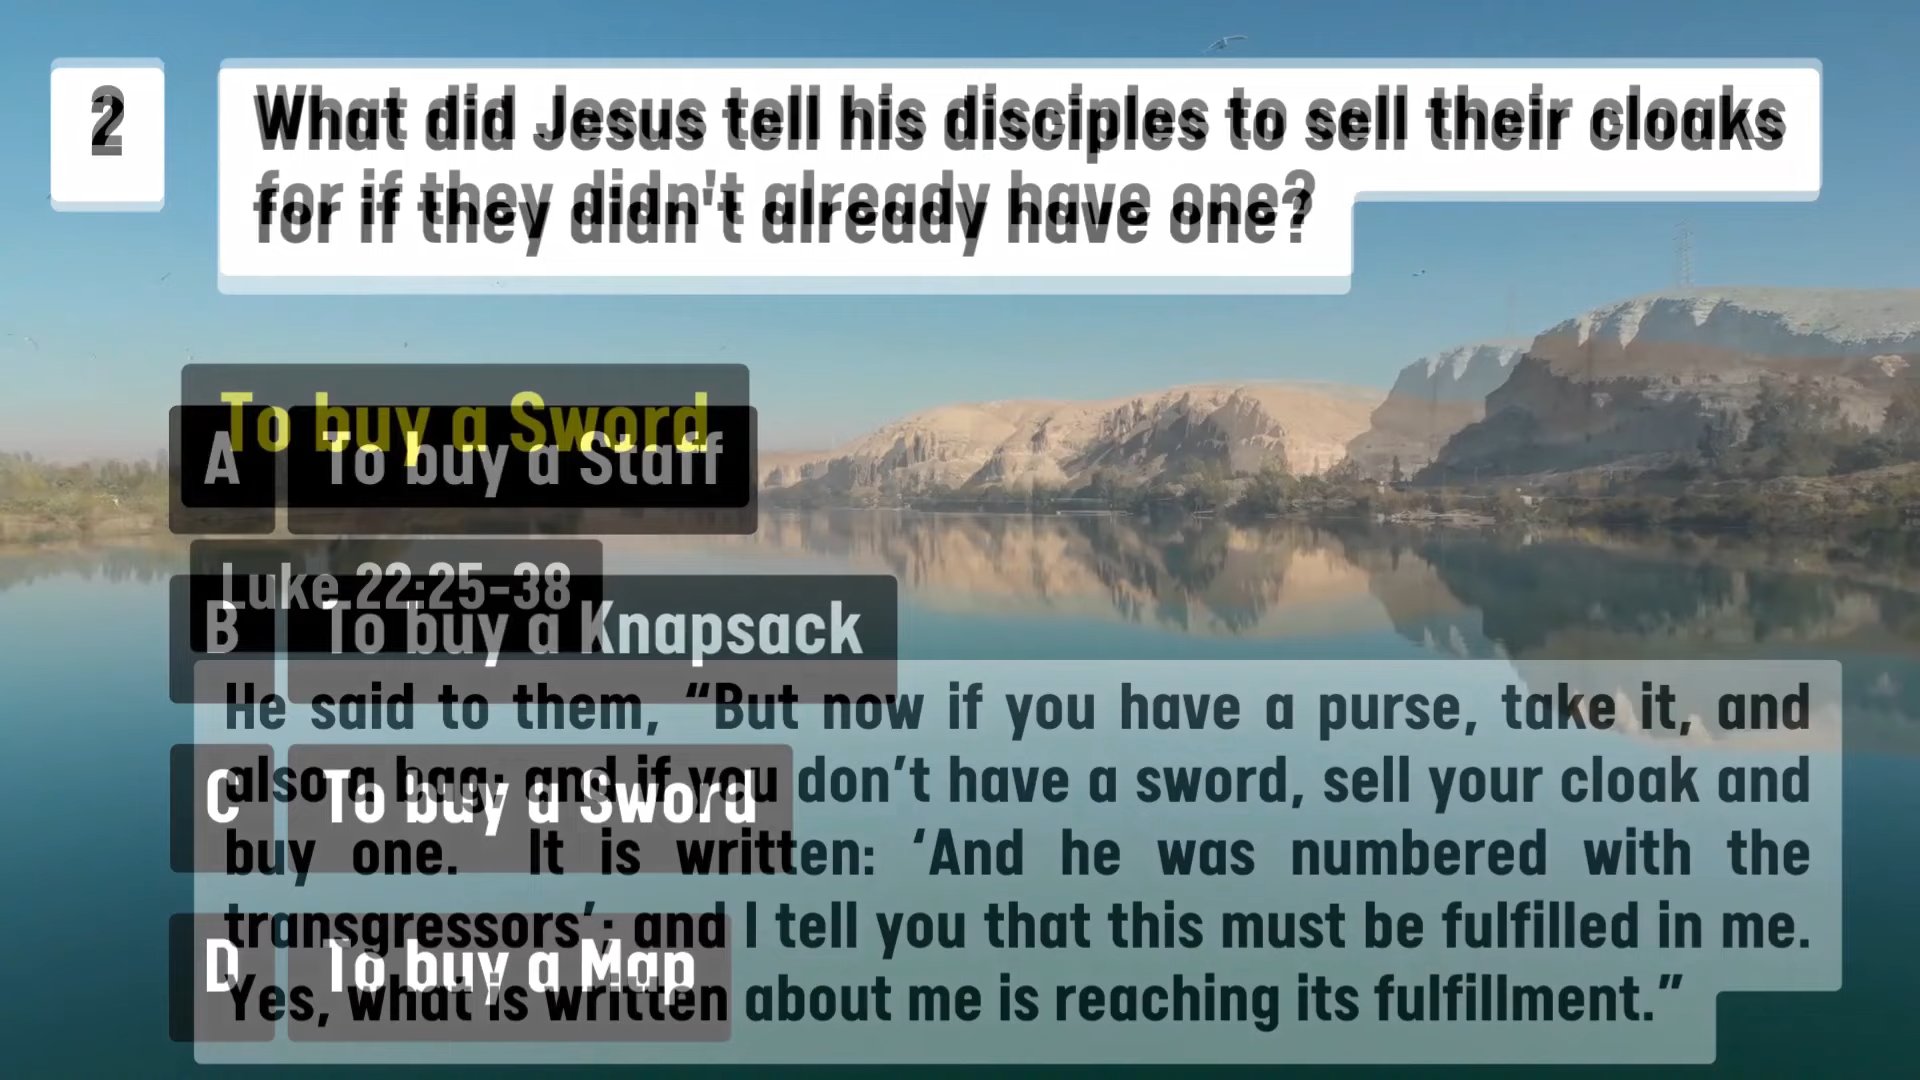 2
What did Jesus tell his disciples to sell their cloaks
for if they didn't already have one?
To buy a Sword
A To buy a Staff
Luke 22:25-38
B To buy a Knapsack
He said to them, “But now if you have a purse, take it, and
also a bag; and if you don’t have a sword, sell your cloak and
C To buy a Sword
buy one. It is written: ‘And he was numbered with the
transgressors’; and I tell you that this must be fulfilled in me.
D To buy a Map
Yes, what is written about me is reaching its fulfillment.”